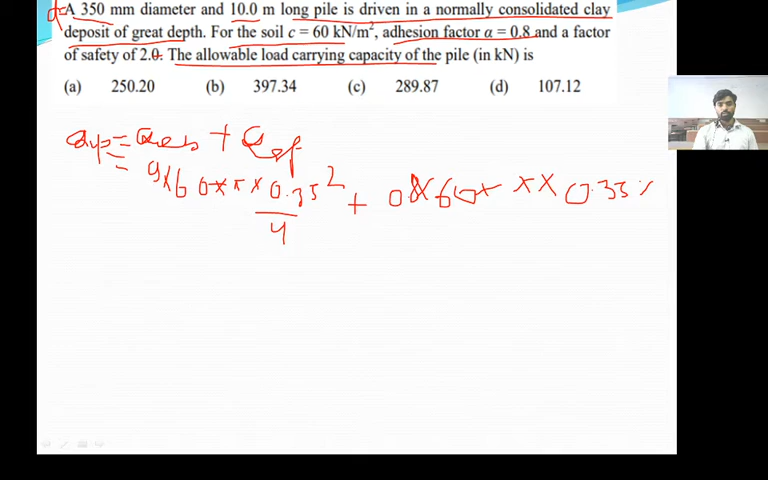 A 350 mm diameter and 10.0 m long pile is driven in a normally consolidated clay
deposit of great depth. For the soil c = 60 kN/m², adhesion factor α = 0.8 and a factor
of safety of 2.0. The allowable load carrying capacity of the pile (in kN) is
(a) 250.20 (b) 397.34 (c) 289.87 (d) 107.12
= 9×60×π×0.35² / 4 + 0.8×60×π×0.35×